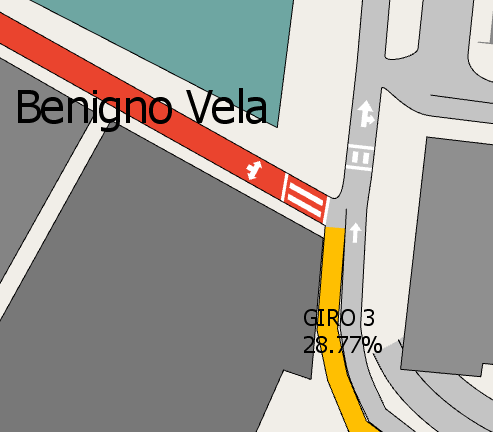 Benigno Vela
GIRO 3
28.77%